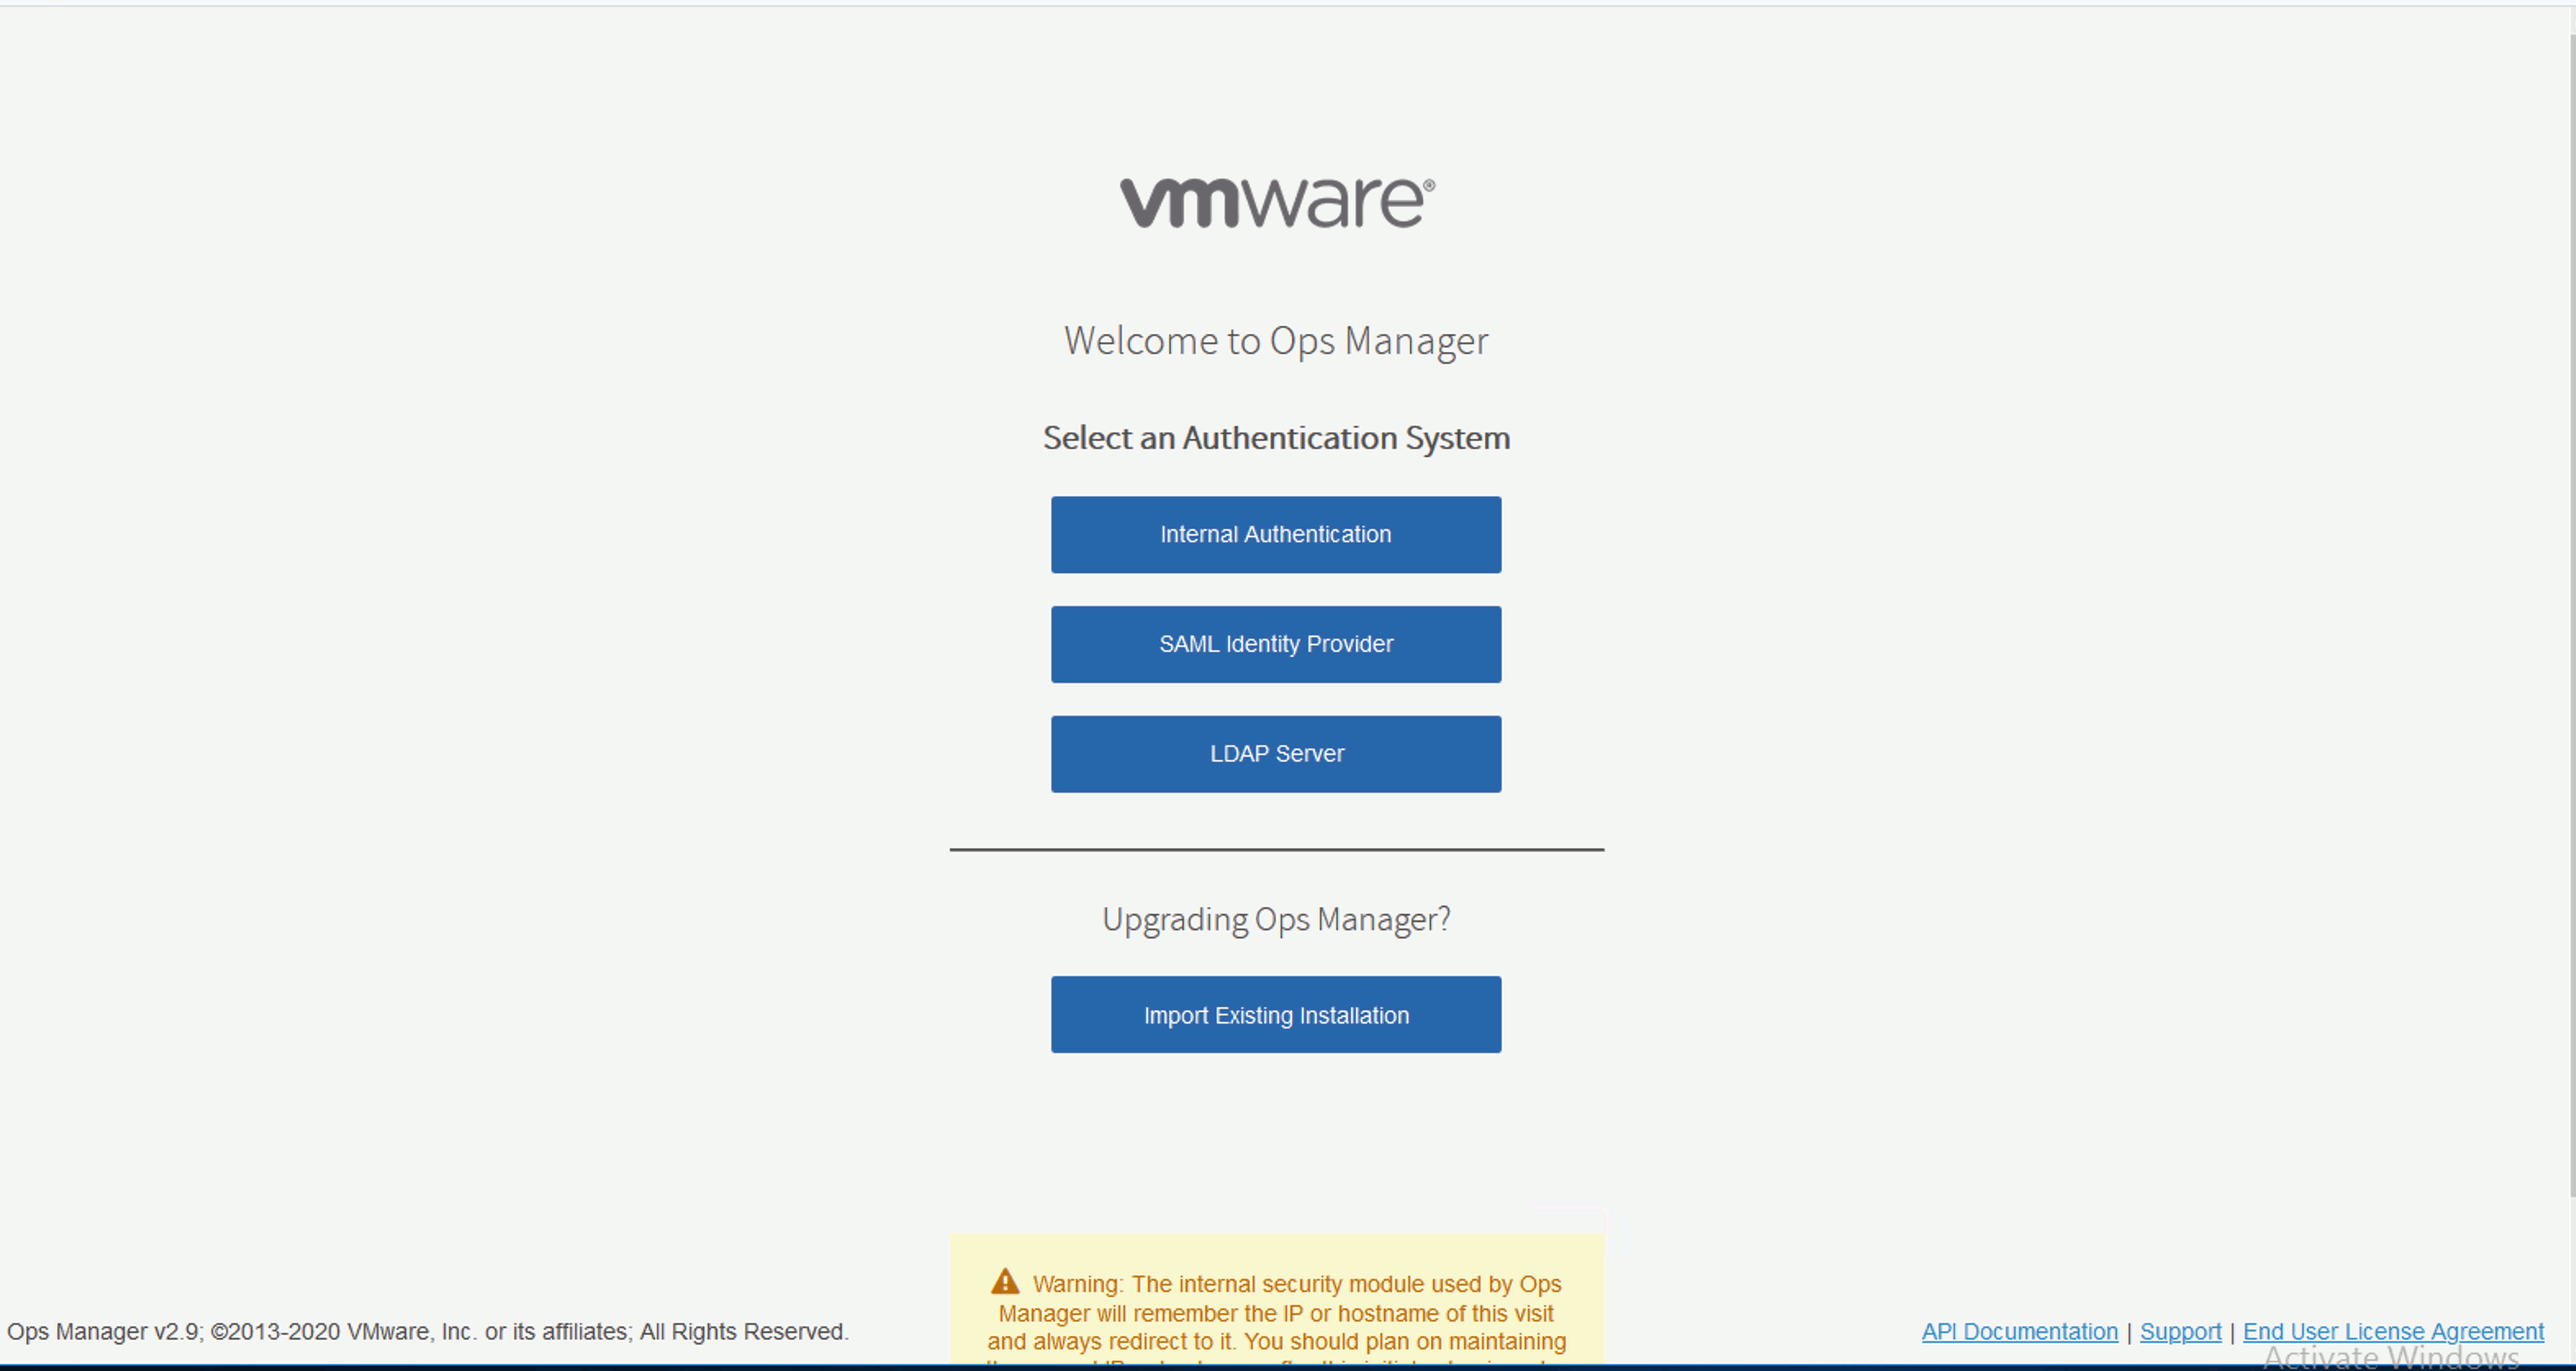 vmware®
Welcome to Ops Manager
Select an Authentication System
Internal Authentication
SAML Identity Provider
LDAP Server
Upgrading Ops Manager?
Import Existing Installation
Warning: The internal security module used by Ops
Manager will remember the IP or hostname of this visit
and always redirect to it. You should plan on maintaining
Ops Manager v2.9; ©2013-2020 VMware, Inc. or its affiliates; All Rights Reserved.
API Documentation | Support | End User License Agreement
Activate Windows